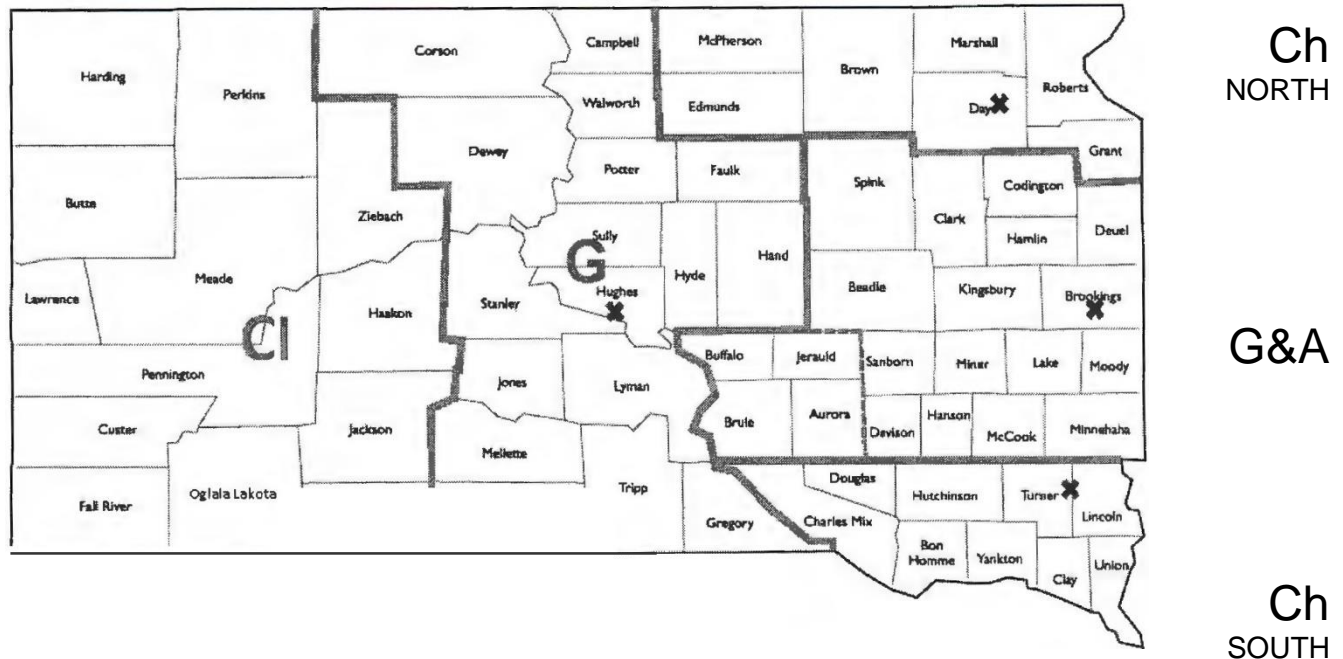 Harding
Perkins
Corson
Campbell
McPherson
Brown
Marshall
Roberts
Walworth
Edmunds
Day
Dewey
Potter
Faulk
Spink
Grant
Codington
Butte
Ziebach
Clark
Hamlin
Deuel
Sully
G
Hughes
Hyde
Hand
Meade
Lawrence
Haakon
Stanley
Beadle
Kingsbury
Brookings
CI
Pennington
Jones
Lyman
Buffalo
Jerauld
Sanborn
Miner
Lake
Moody
Custer
Jackson
Mellette
Brule
Aurora
Davison
Hanson
McCook
Minnehaha
Fall River
Oglala Lakota
Tripp
Gregory
Douglas
Charles Mix
Hutchinson
Turner
Lincoln
Bon
Homme
Yankton
Clay
Union
Ch
NORTH
G&A
Ch
SOUTH